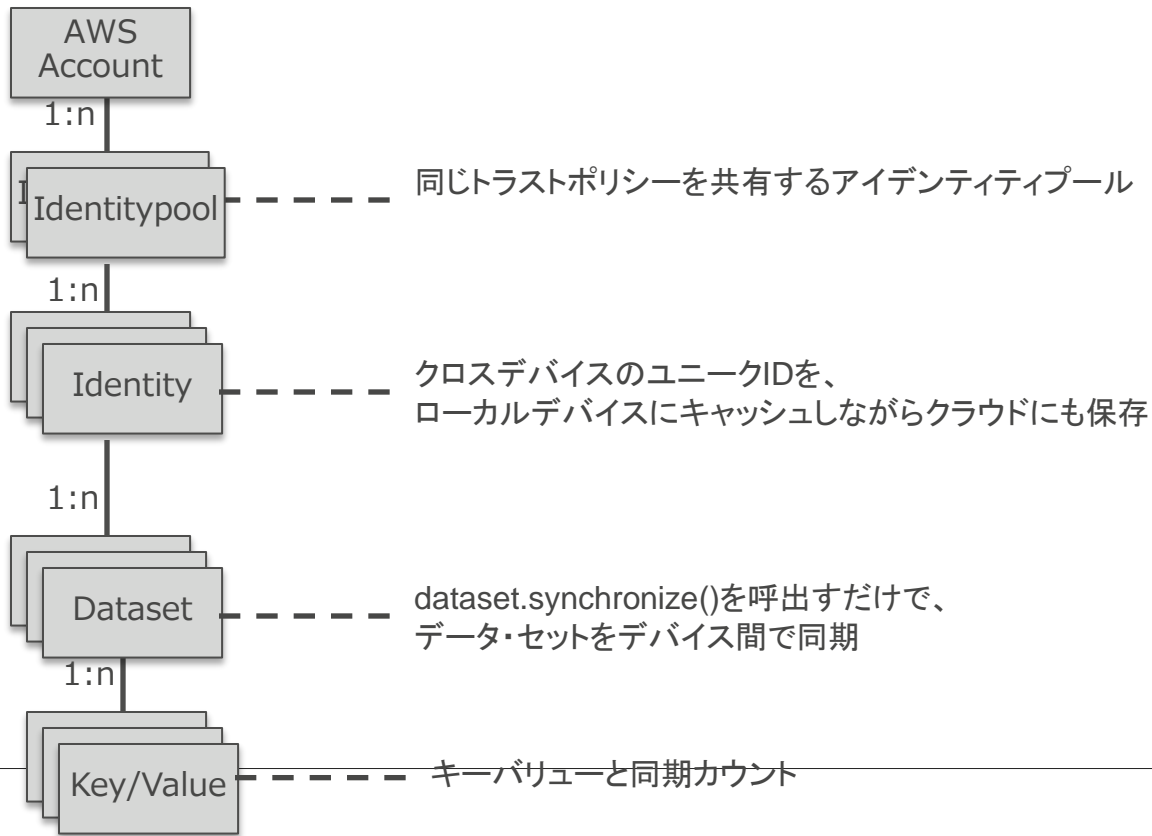 AWS
Account
1:n
I
Identitypool
同じトラストポリシーを共有するアイデンティティプール
1:n
Identity
クロスデバイスのユニークIDを、
ローカルデバイスにキャッシュしながらクラウドにも保存
1:n
Dataset
dataset.synchronize()を呼出すだけで、
データ・セットをデバイス間で同期
1:n
Key/Value
キーバリューと同期カウント